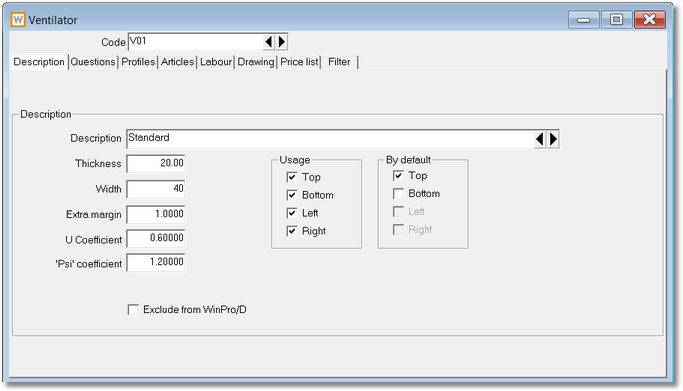 W Ventilator
Code V01
Description Questions Profiles Articles Labour Drawing Price list Filter
Description
Description Standard
Thickness 20.00
Width 40
Extra margin 1.0000
U Coefficient 0.60000
'Psi' coefficient 1.20000
Usage
Top
Bottom
Left
Right
By default
Top
Bottom
Left
Right
Exclude from WinPro/D